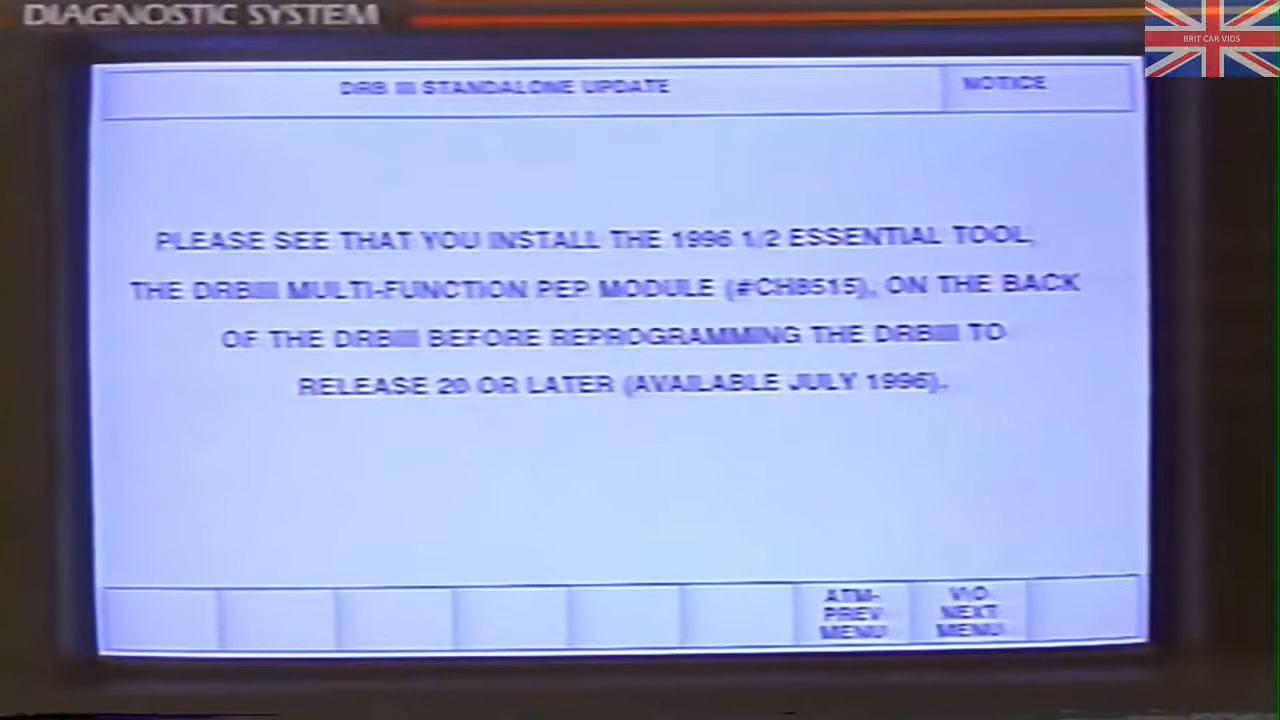 DIAGNOSTIC SYSTEM
BRIT CAR VIDS
DRB III STANDALONE UPDATE
NOTICE
PLEASE SEE THAT YOU INSTALL THE 1996 1/2 ESSENTIAL TOOL,
THE DRBIII MULTI-FUNCTION PEP MODULE (#CH8515), ON THE BACK
OF THE DRBIII BEFORE REPROGRAMMING THE DRBIII TO
RELEASE 20 OR LATER (AVAILABLE JULY 1996).
ATM-
PREV
MENU
V/O
NEXT
MENU